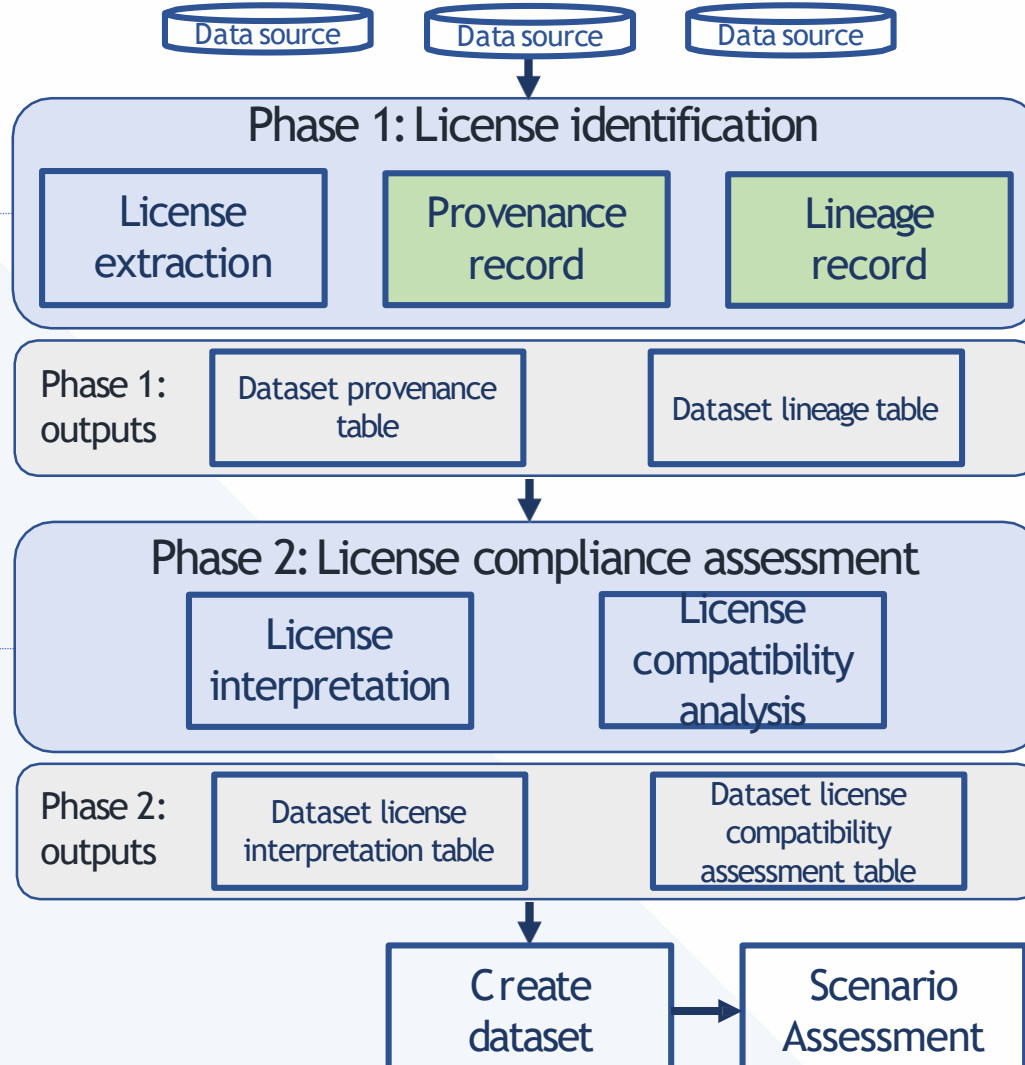 Data source
Data source
Data source
Phase 1: License identification
License
extraction
Provenance
record
Lineage
record
Phase 1:
outputs
Dataset provenance
table
Dataset lineage table
Phase 2: License compliance assessment
License
interpretation
License
compatibility
analysis
Phase 2:
outputs
Dataset license
interpretation table
Dataset license
compatibility
assessment table
Create
dataset
Scenario
Assessment